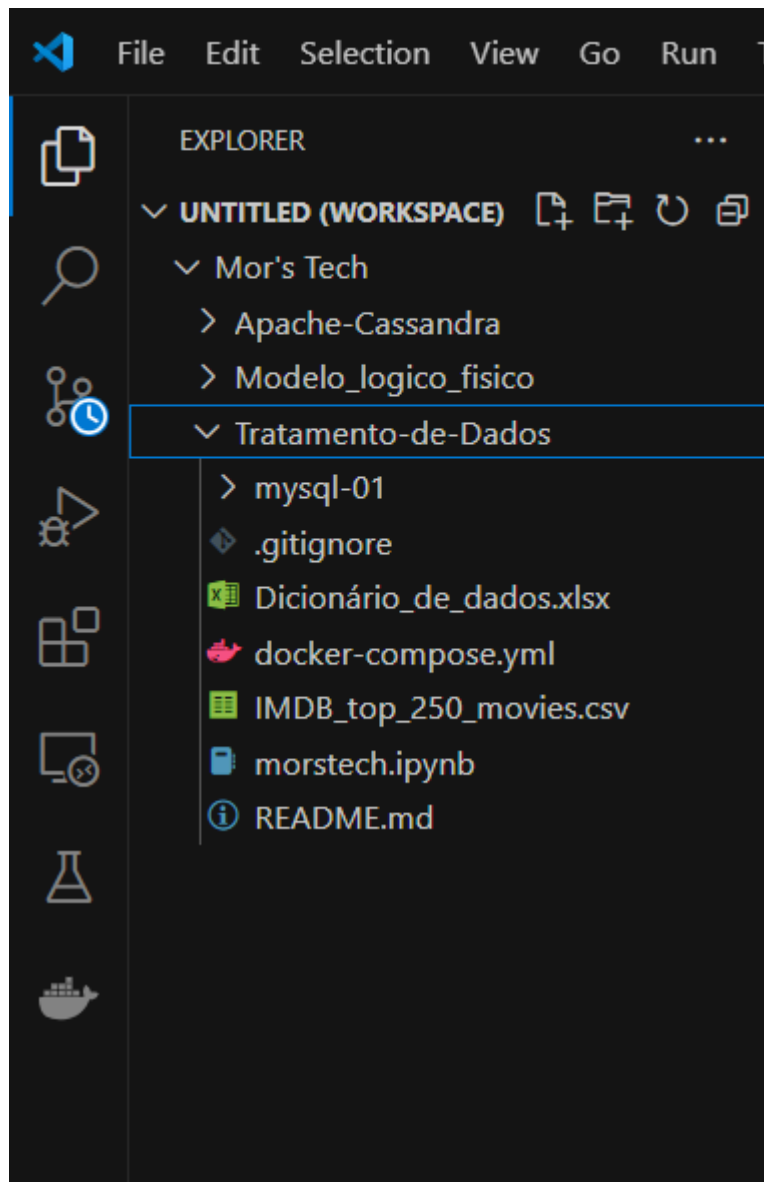 File Edit Selection View Go Run
EXPLORER ...
UNTITLED (WORKSPACE)
Mor's Tech
Apache-Cassandra
Modelo_logico_fisico
Tratamento-de-Dados
mysql-01
.gitignore
Dicionário_de_dados.xlsx
docker-compose.yml
IMDB_top_250_movies.csv
morstech.ipynb
README.md